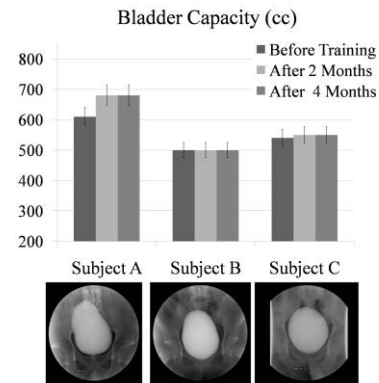 Bladder Capacity (cc)
Before Training
After 2 Months
After 4 Months
800
700
600
500
400
300
200
Subject A
Subject B
Subject C